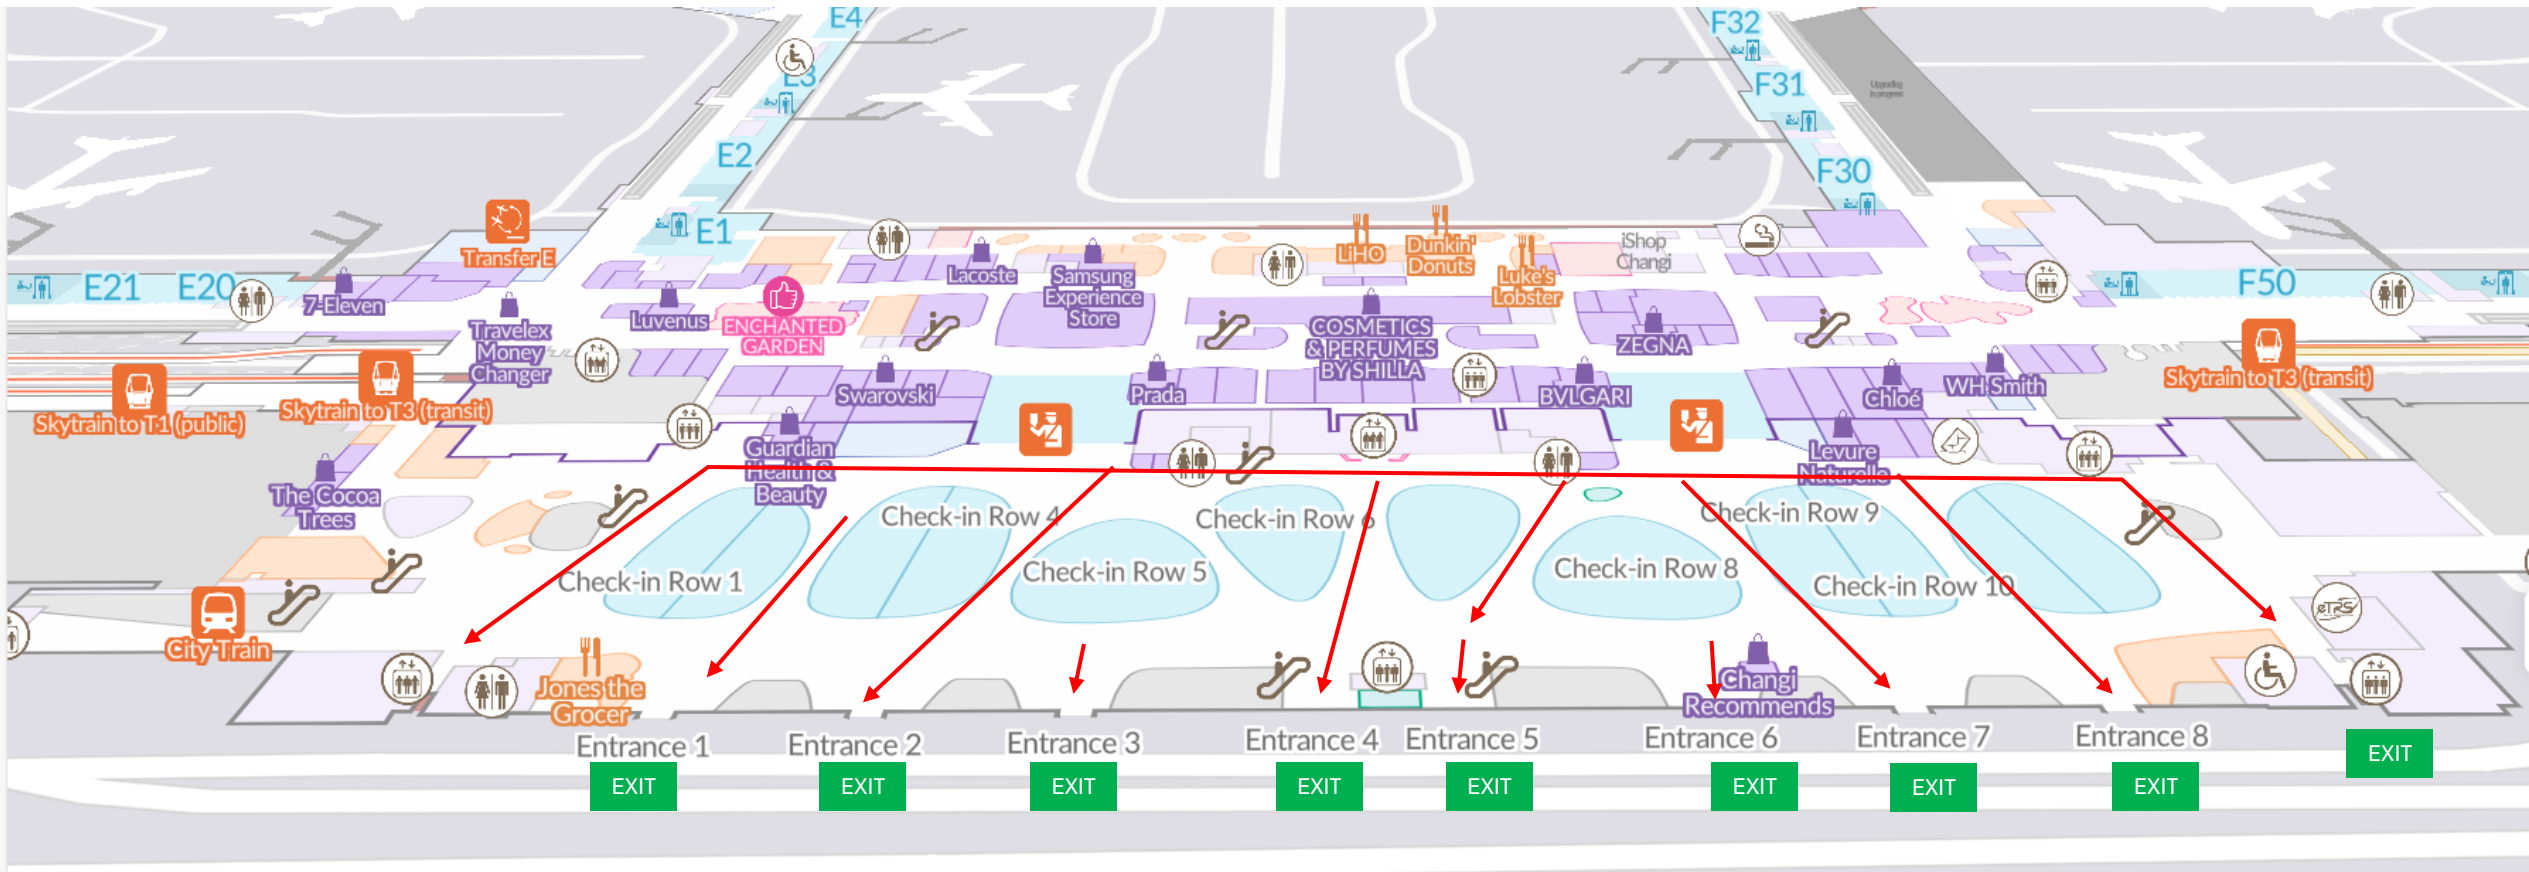 E4
F32
E3
F31
Upgrading
in progress
E2
F30
E1
Transfer E
iShop
Changi
LiHO
Dunkin'
Donuts
Lacoste
Samsung
Experience
Store
Luke's
Lobster
E21
E20
F50
7-Eleven
Luvenus
ENCHANTED
GARDEN
Travelex
Money
Changer
COSMETICS
& PERFUMES
BY SHILLA
ZEGNA
Skytrain to T1 (public)
Skytrain to T3 (transit)
Swarovski
Prada
BVLGARI
Chloé
WH Smith
Skytrain to T3 (transit)
Guardian
Health &
Beauty
Levure
Naturelle
The Cocoa
Trees
Check-in Row 4
Check-in Row 6
Check-in Row 9
Check-in Row 1
Check-in Row 5
Check-in Row 8
Check-in Row 10
eTRS
City Train
Jones the
Grocer
Changi
Recommends
Entrance 1
Entrance 2
Entrance 3
Entrance 4
Entrance 5
Entrance 6
Entrance 7
Entrance 8
EXIT
EXIT
EXIT
EXIT
EXIT
EXIT
EXIT
EXIT
EXIT